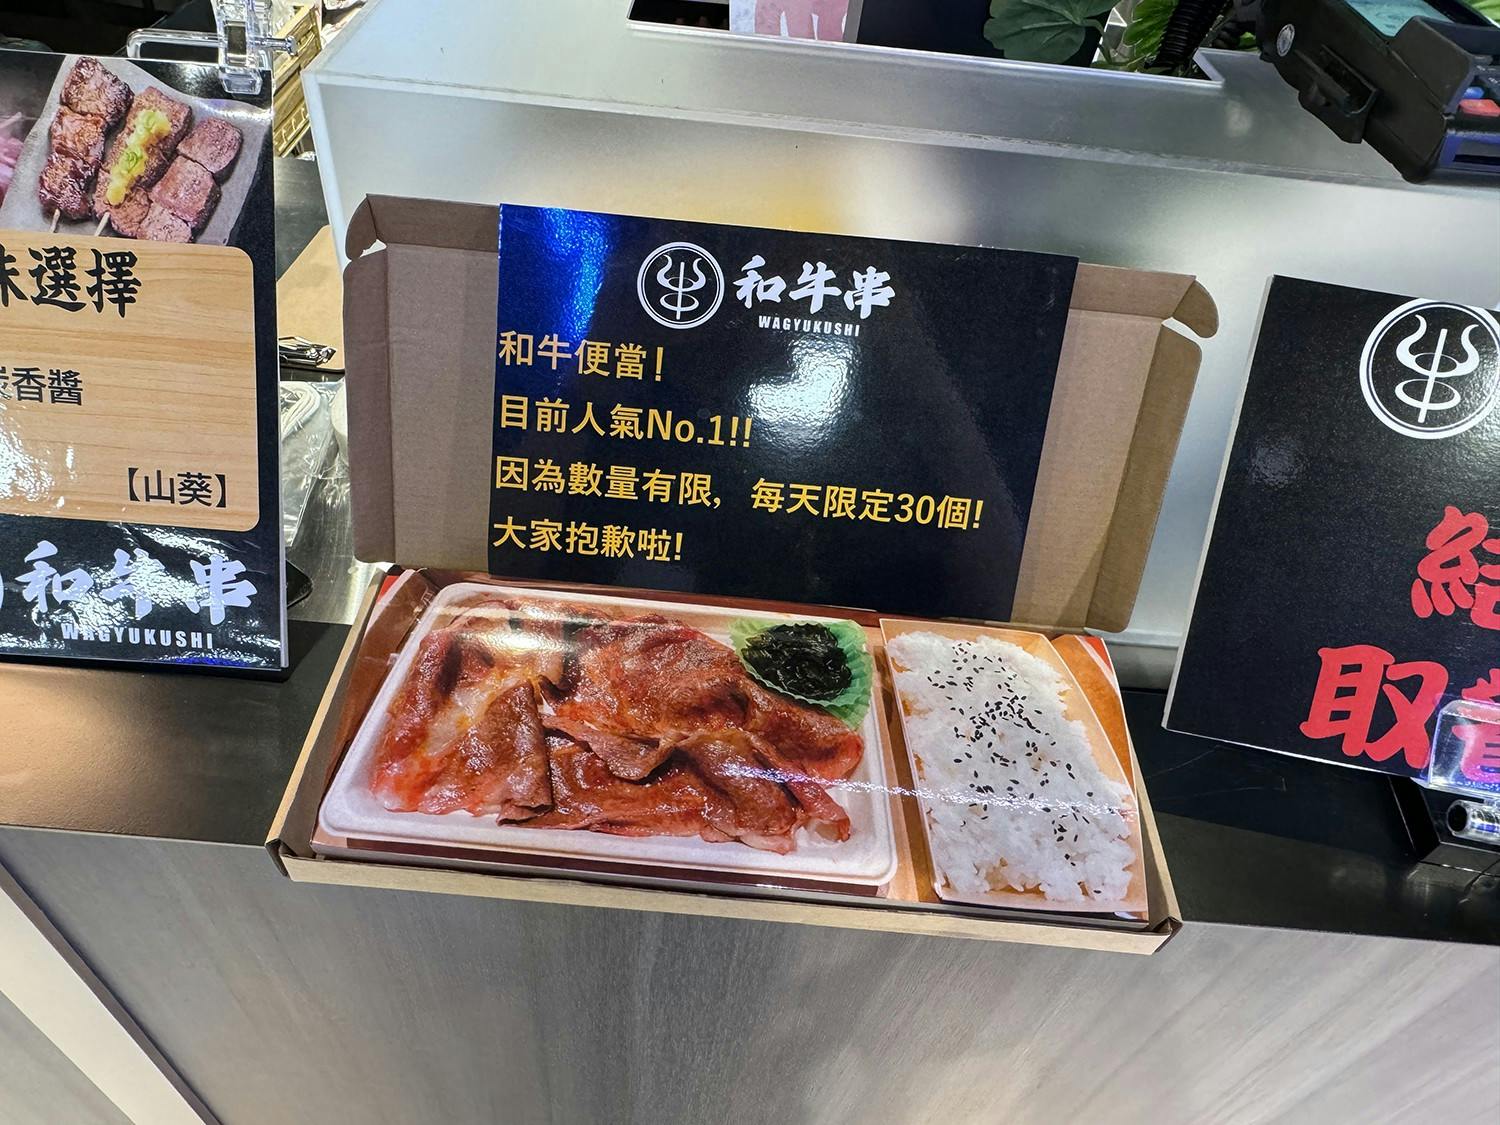 選擇
香醬
【山葵】
和牛串
WAGYUKUSHI
和牛串
WAGYUKUSHI
和牛便當！
目前人氣No.1!!
因為數量有限，每天限定30個!
大家抱歉啦!
取